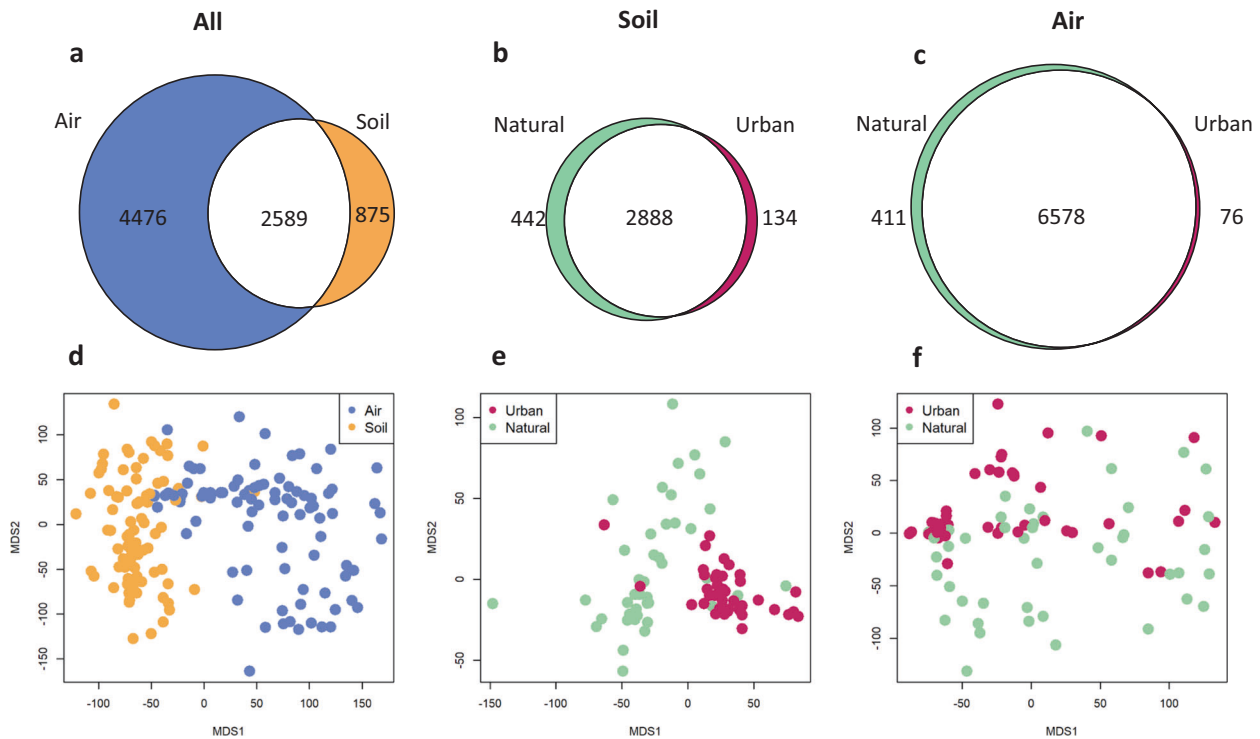 All
Soil
Air
a
b
c
Air
Soil
4476
2589
875
Natural
Urban
442
2888
134
Natural
Urban
411
6578
76
d
e
f
Air
Soil
MDS2
100
50
0
-50
-100
-150
-100
-50
0
50
100
150
MDS1
Urban
Natural
MDS2
100
50
0
-50
-150
-100
-50
0
50
MDS1
Urban
Natural
MDS2
100
50
0
-50
-100
-50
0
50
100
MDS1